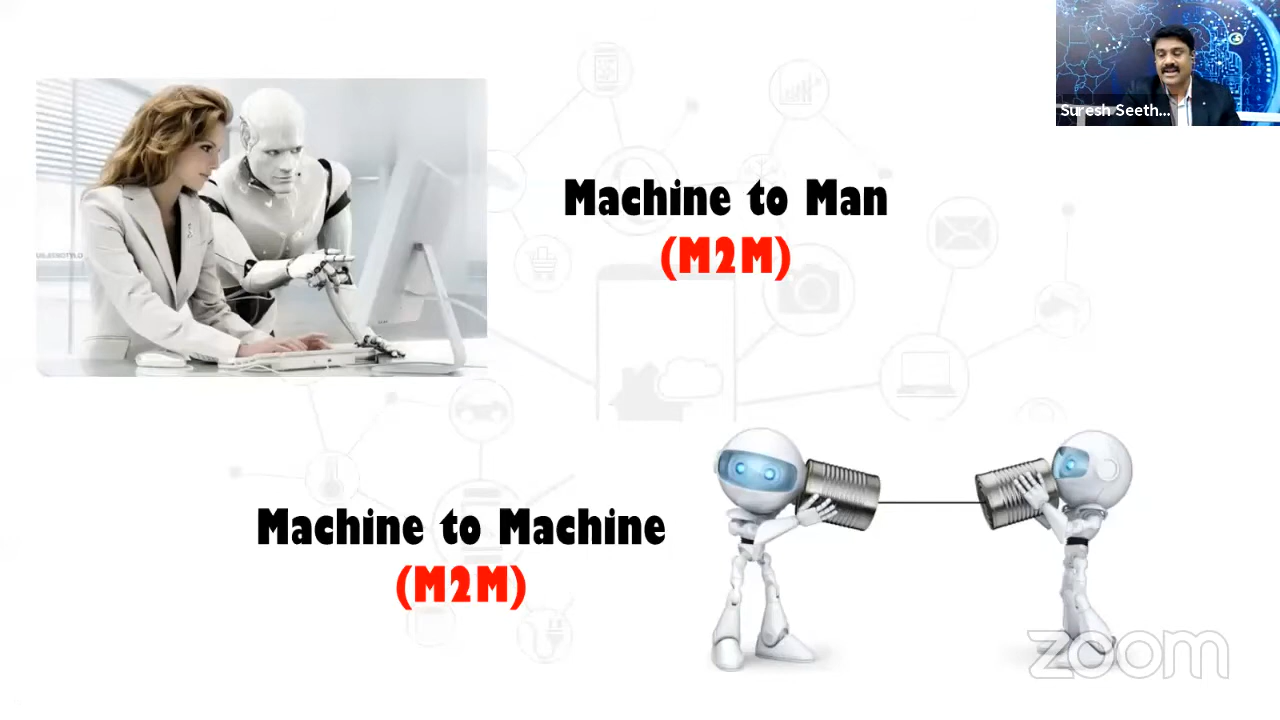 Suresh Seeth...
Machine to Man
(M2M)
Machine to Machine
(M2M)
zoom